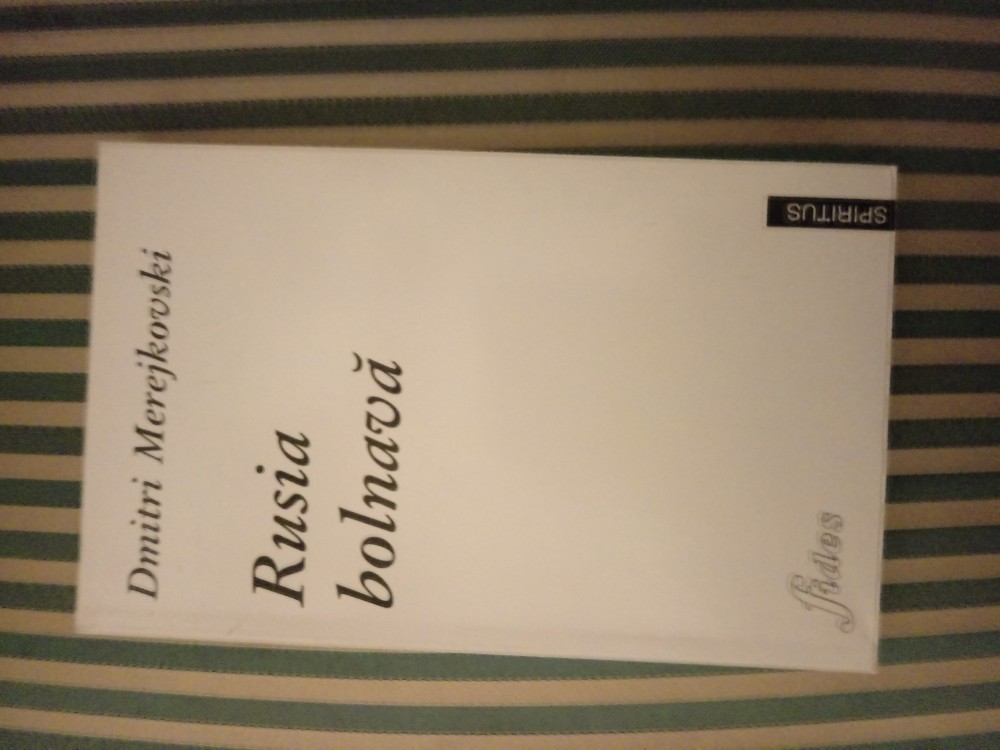 Dmitri Merejkovski
Rusia
bolnavă
fides
SPIRITUS